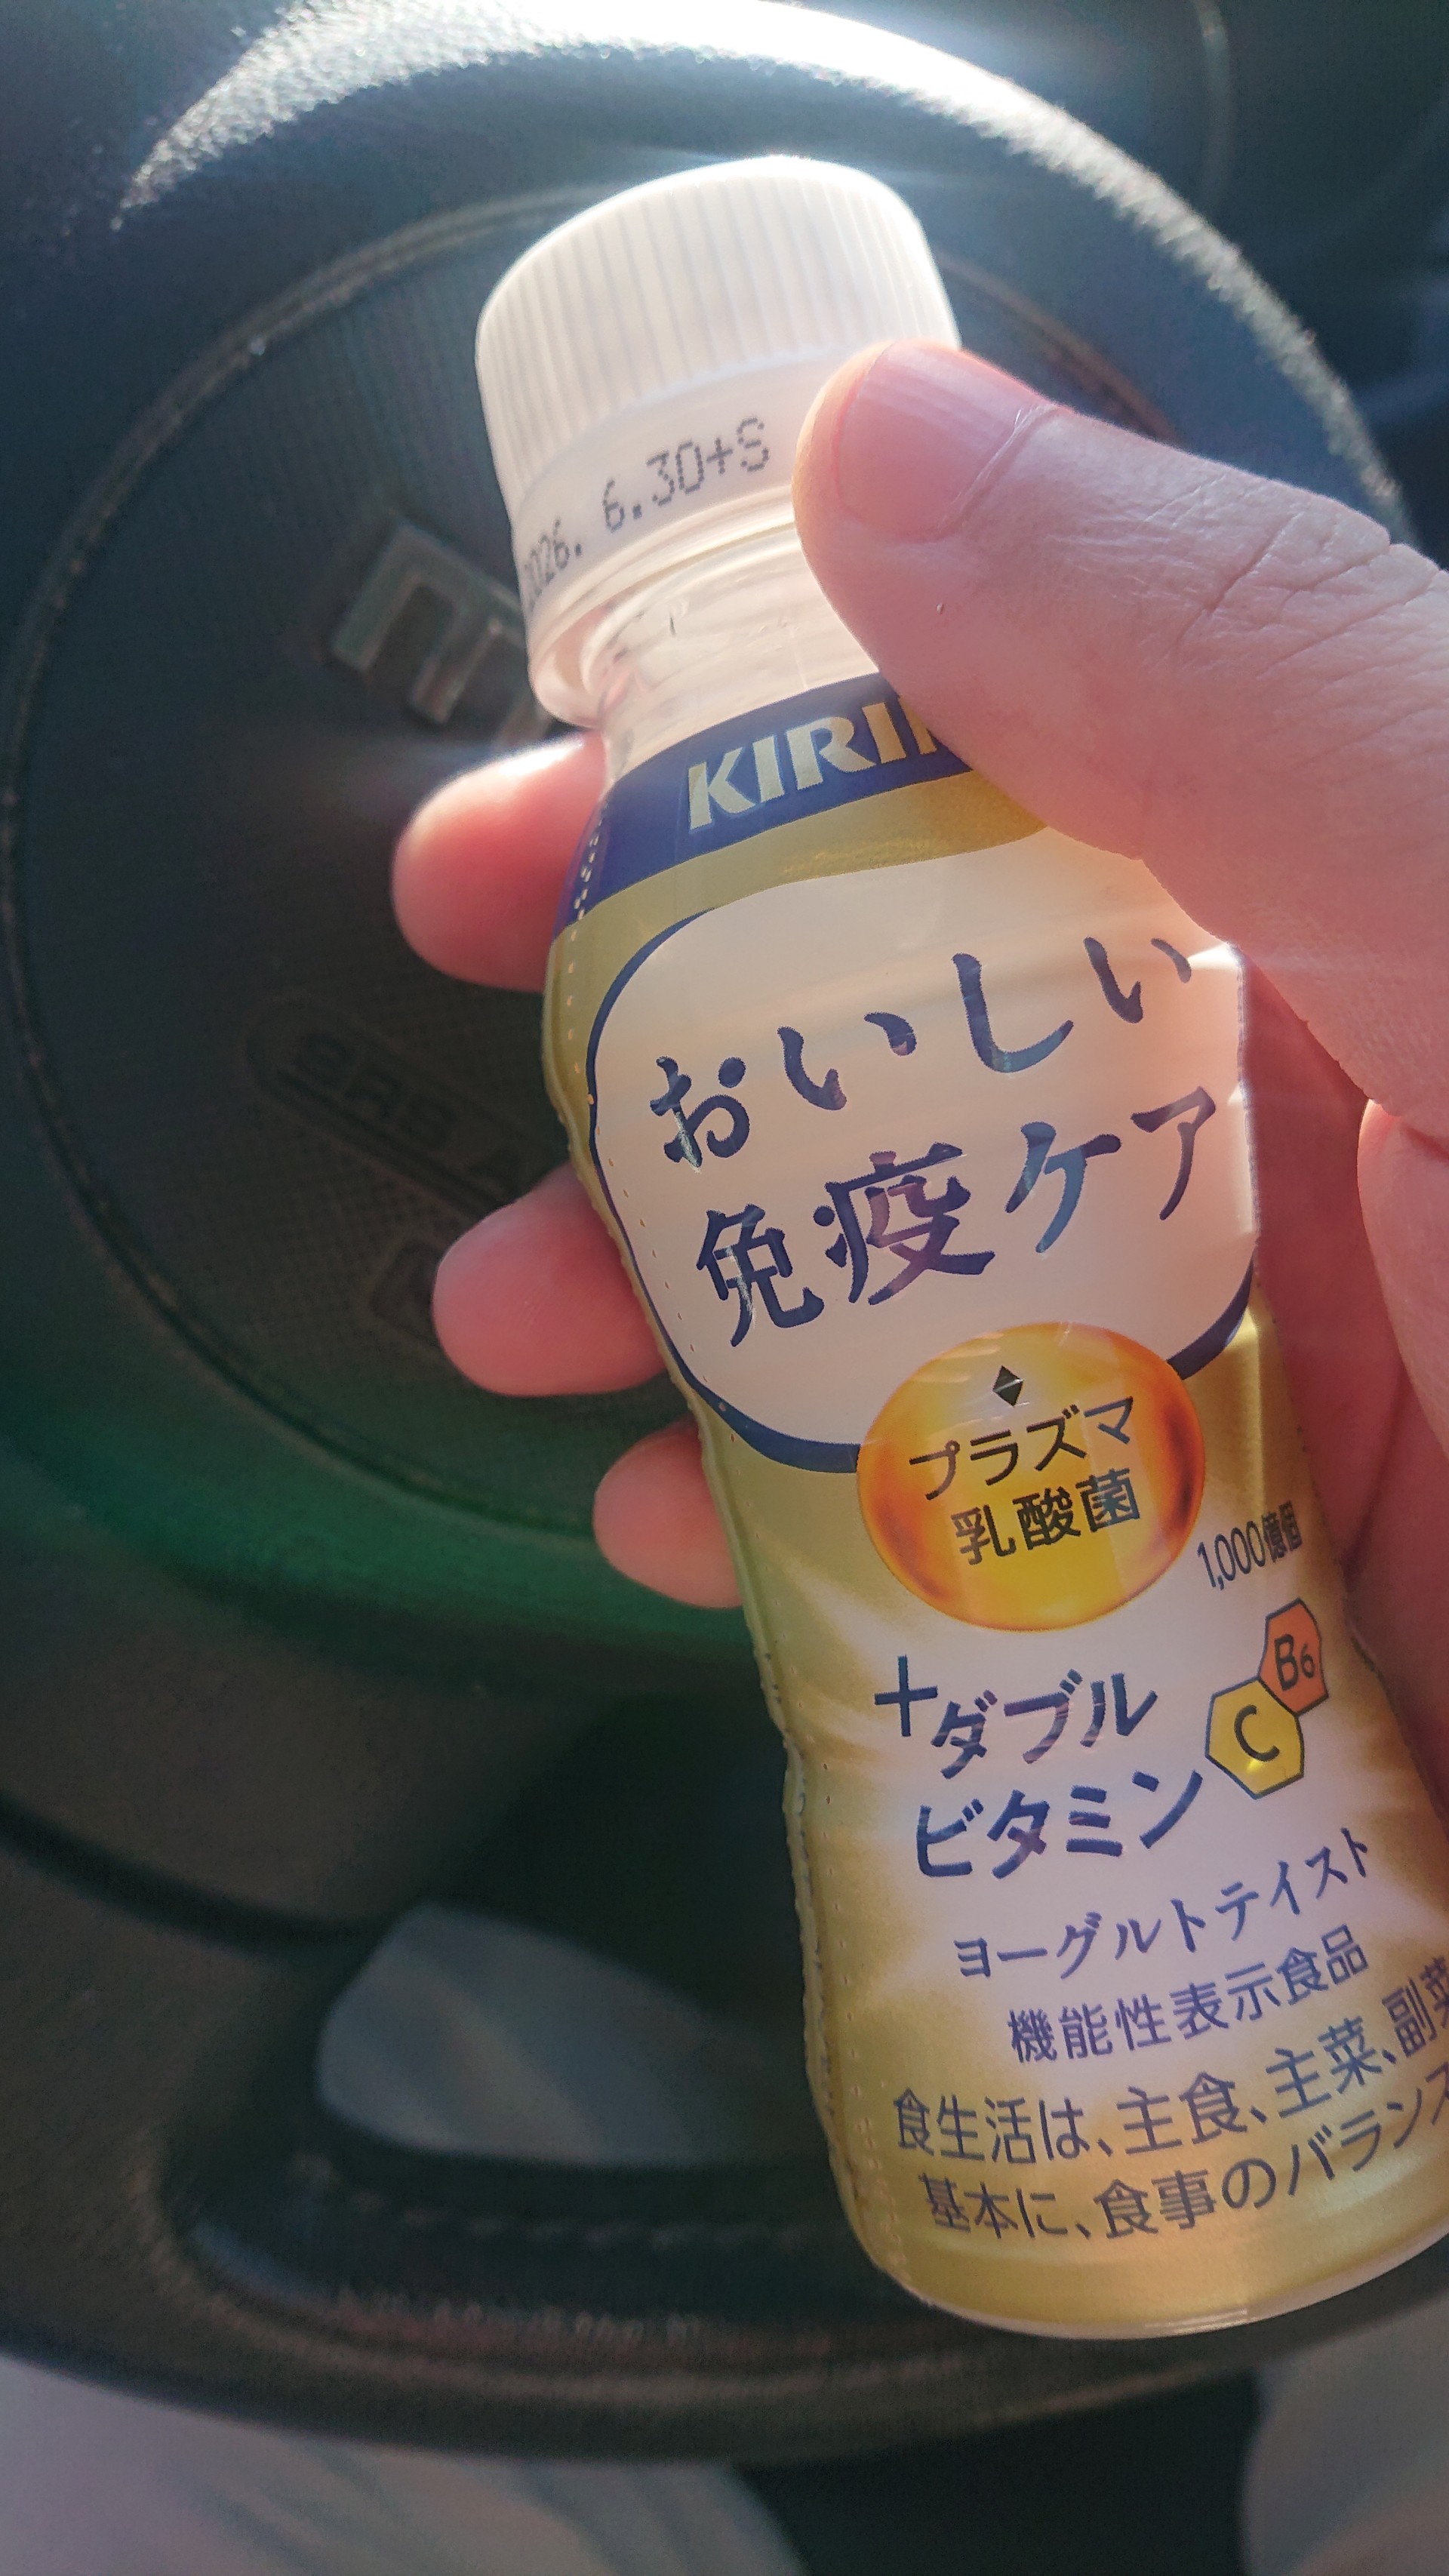 2026. 6.30+S
KIRIN
おいしい
免疫ケア
プラズマ
乳酸菌
1,000億個
+ダブル
ビタミン
B6
C
ヨーグルトテイスト
機能性表示食品
食生活は、主食、主菜、副菜
基本に、食事のバランス